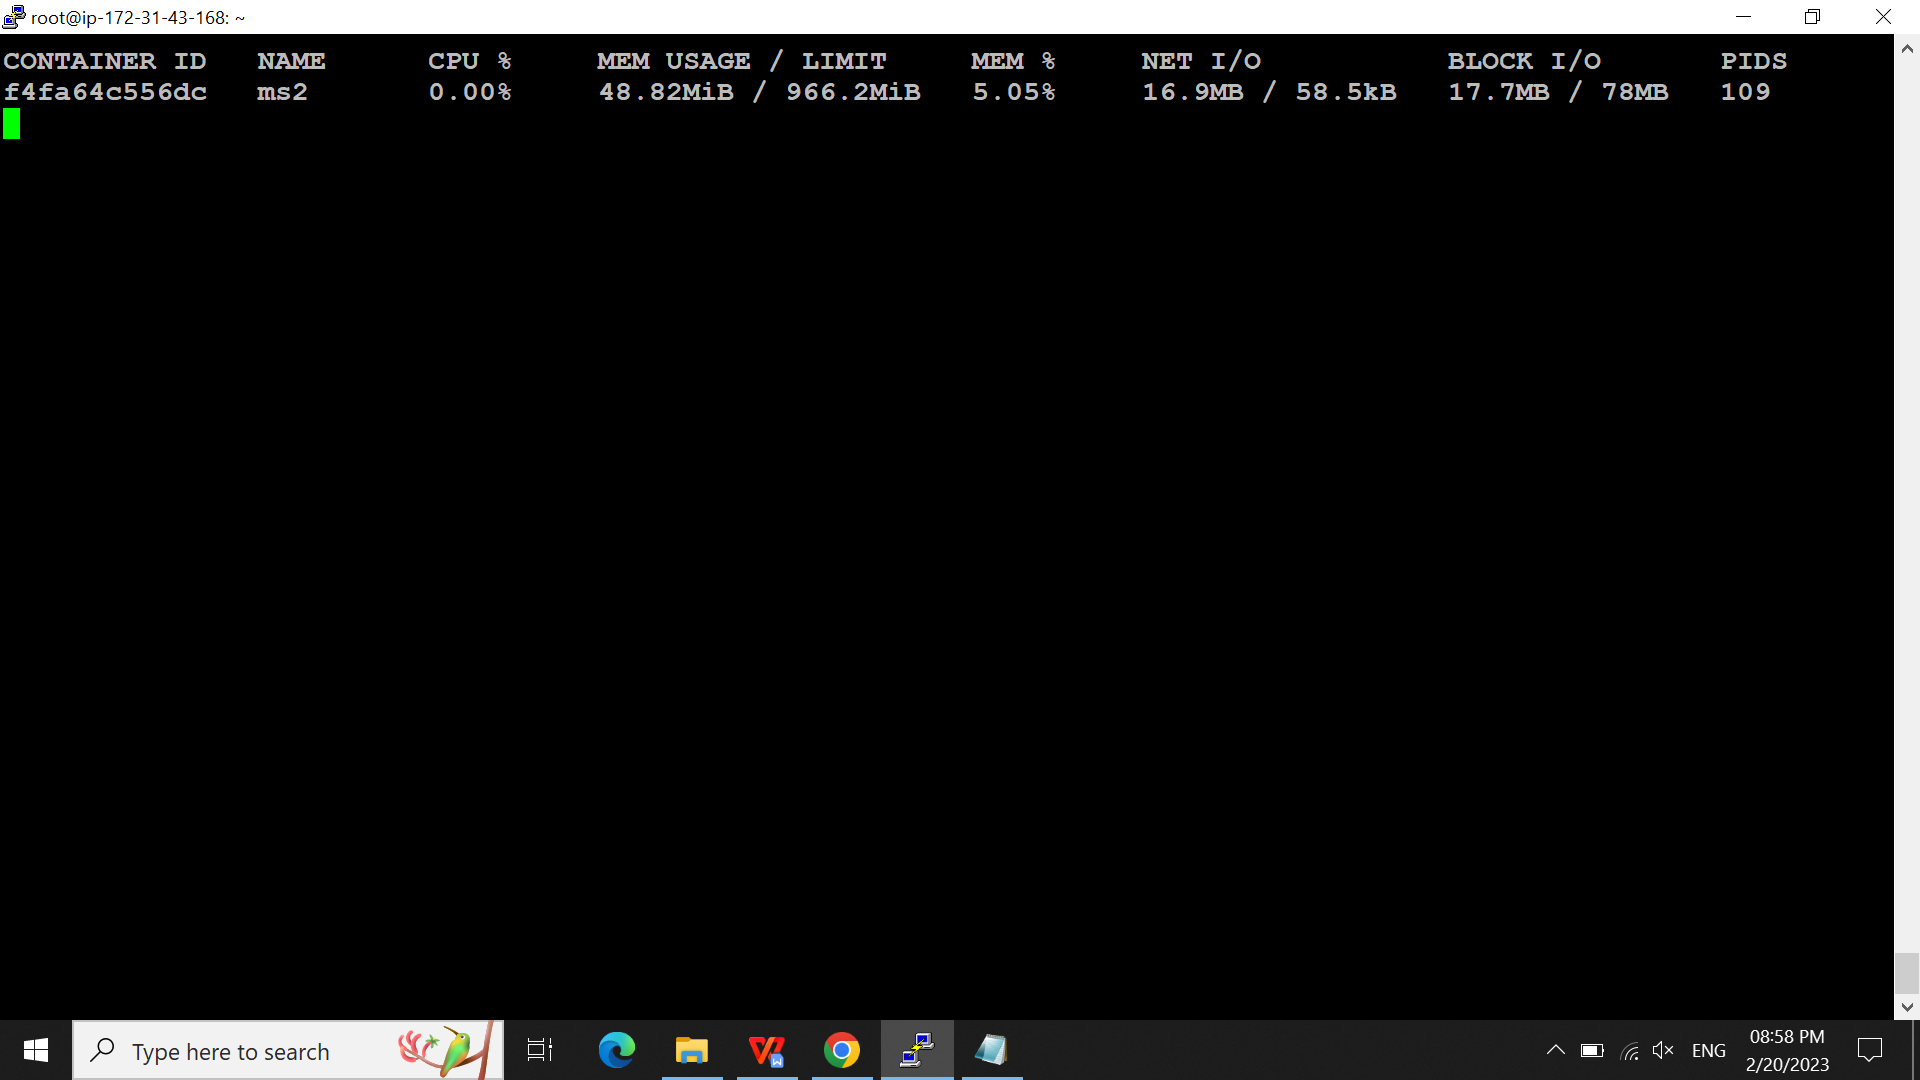 root@ip-172-31-43-168: ~
CONTAINER ID NAME CPU % MEM USAGE / LIMIT MEM % NET I/O BLOCK I/O PIDS
f4fa64c556dc ms2 0.00% 48.82MiB / 966.2MiB 5.05% 16.9MB / 58.5kB 17.7MB / 78MB 109
Type here to search
ENG
08:58 PM
2/20/2023